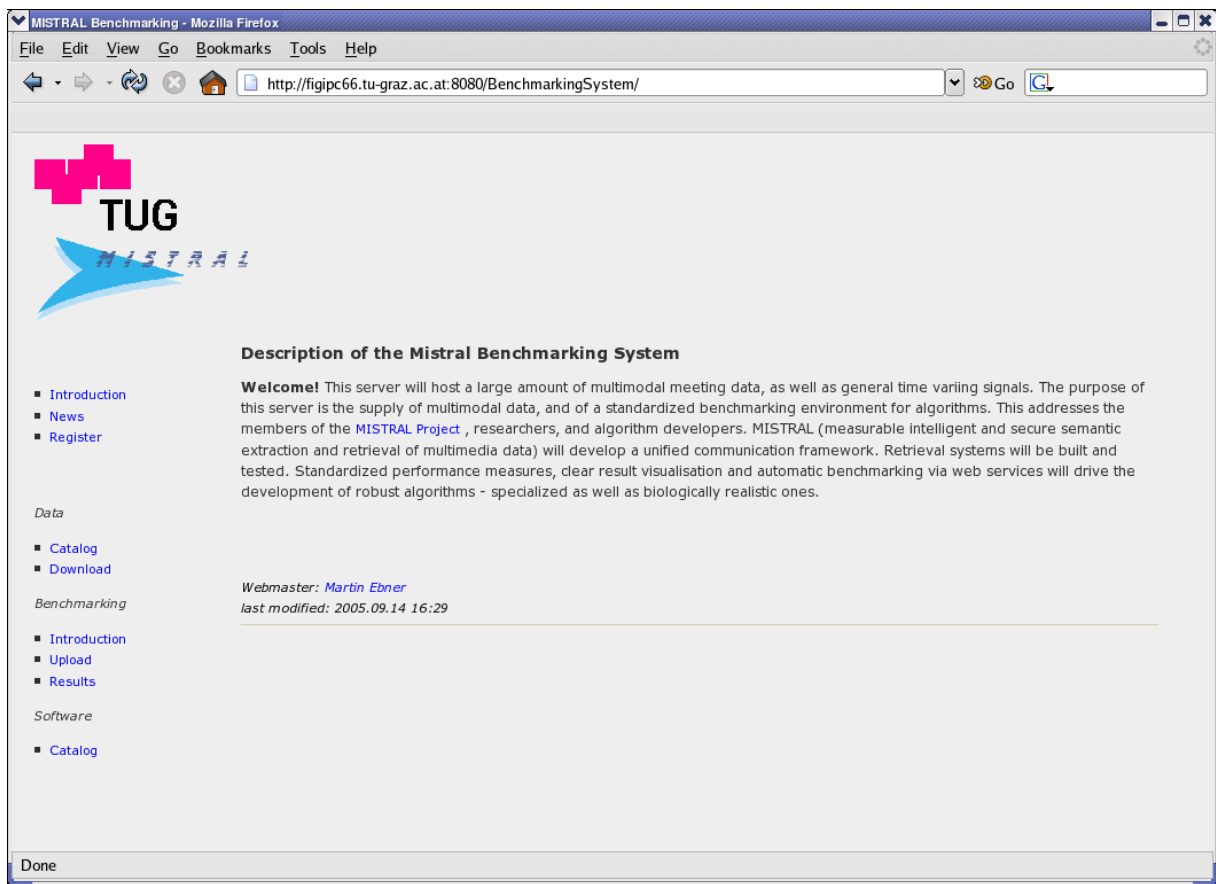 MISTRAL Benchmarking - Mozilla Firefox
File Edit View Go Bookmarks Tools Help
http://figipc66.tu-graz.ac.at:8080/BenchmarkingSystem/ Go G
TUG
MISTRAL
Description of the Mistral Benchmarking System
Welcome! This server will host a large amount of multimodal meeting data, as well as general time variing signals. The purpose of
this server is the supply of multimodal data, and of a standardized benchmarking environment for algorithms. This addresses the
members of the MISTRAL Project , researchers, and algorithm developers. MISTRAL (measurable intelligent and secure semantic
extraction and retrieval of multimedia data) will develop a unified communication framework. Retrieval systems will be built and
tested. Standardized performance measures, clear result visualisation and automatic benchmarking via web services will drive the
development of robust algorithms - specialized as well as biologically realistic ones.
Introduction
News
Register
Data
Catalog
Download
Benchmarking
Introduction
Upload
Results
Software
Catalog
Webmaster: Martin Ebner
last modified: 2005.09.14 16:29
Done